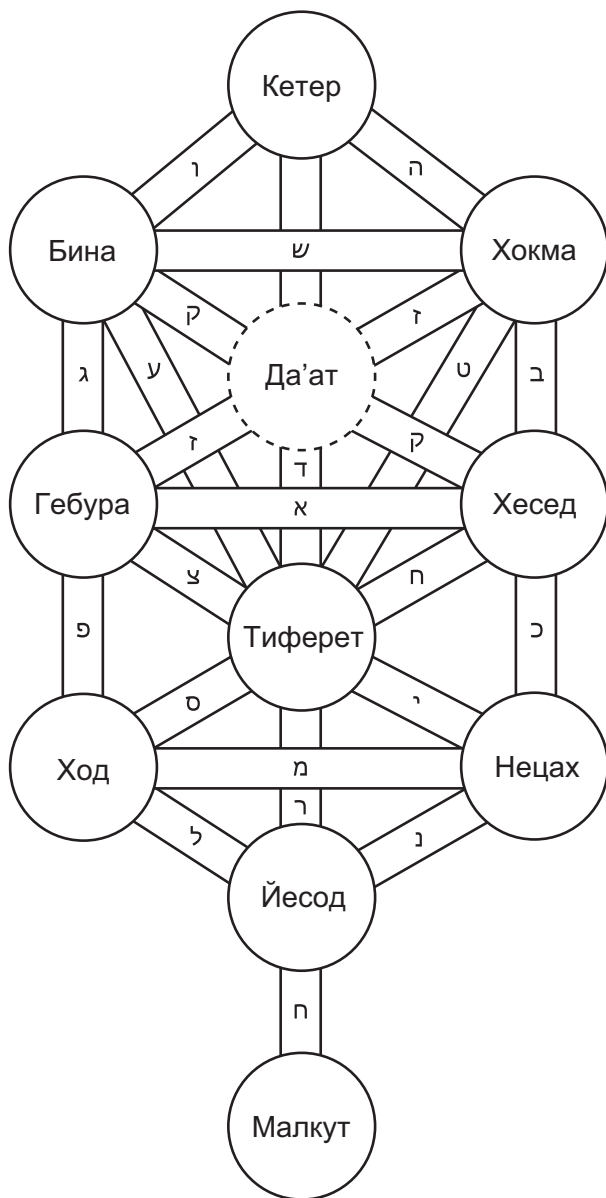 Кетер
ו
ה
Бина
ש
Хокма
ק
ז
ג
ע
Да’ат
ט
ב
ז
ק
ד
Гебура
א
Хесед
צ
ח
פ
Тиферет
כ
ס
י
Ход
מ
Нецах
ר
ל
נ
Йесод
ח
Малкут